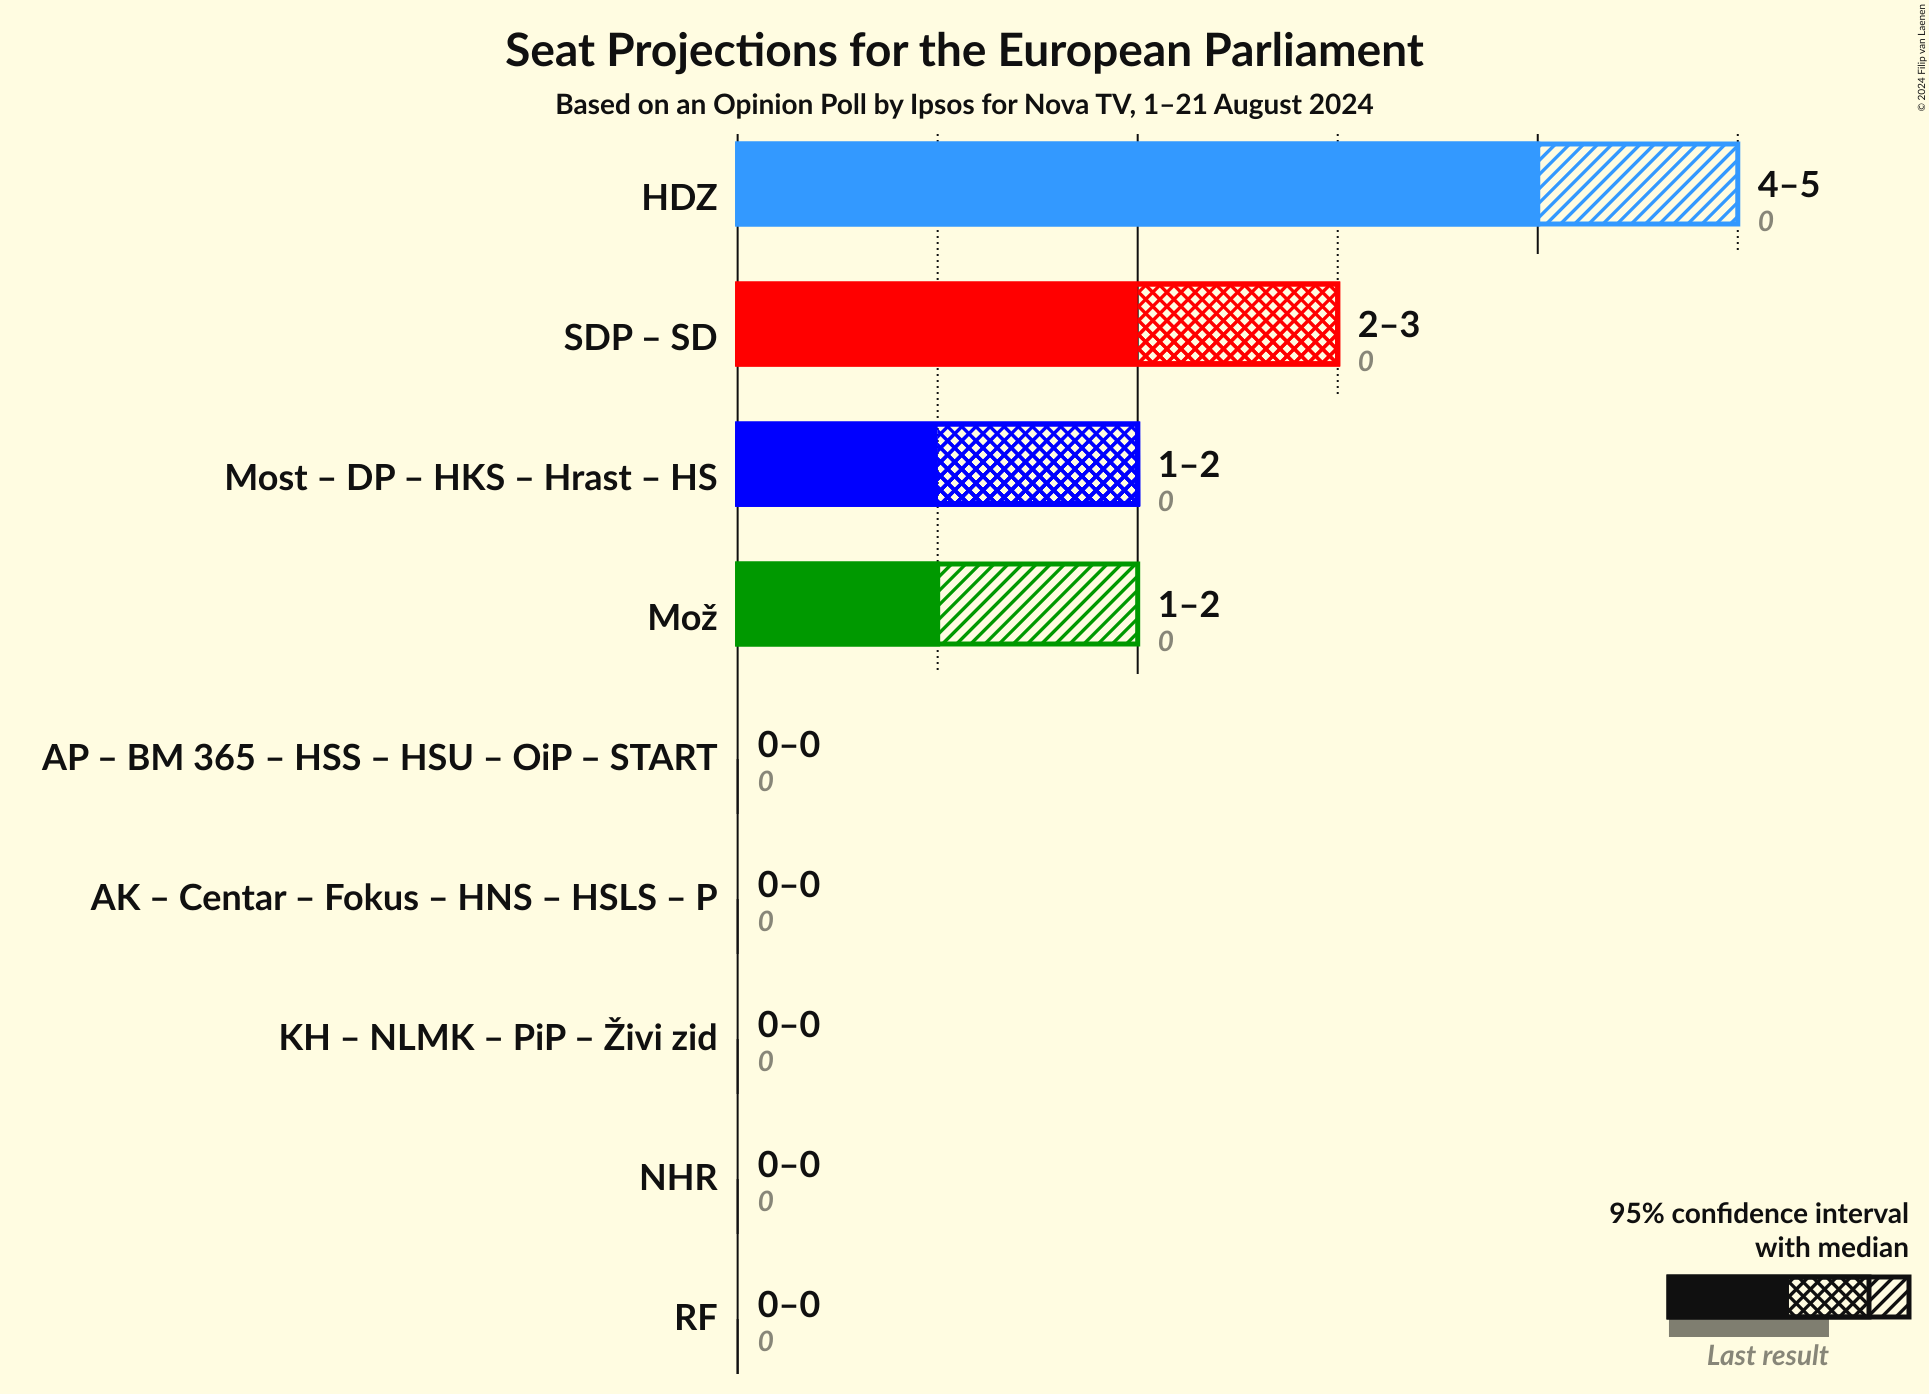 Seat Projections for the European Parliament
Based on an Opinion Poll by Ipsos for Nova TV, 1–21 August 2024
© 2024 Filip van Laenen
HDZ
4–5
0
SDP – SD
2–3
0
Most – DP – HKS – Hrast – HS
1–2
0
Mož
1–2
0
AP – BM 365 – HSS – HSU – OiP – START
0–0
0
AK – Centar – Fokus – HNS – HSLS – P
0–0
0
KH – NLMK – PiP – Živi zid
0–0
0
NHR
0–0
0
RF
0–0
0
95% confidence interval
with median
Last result